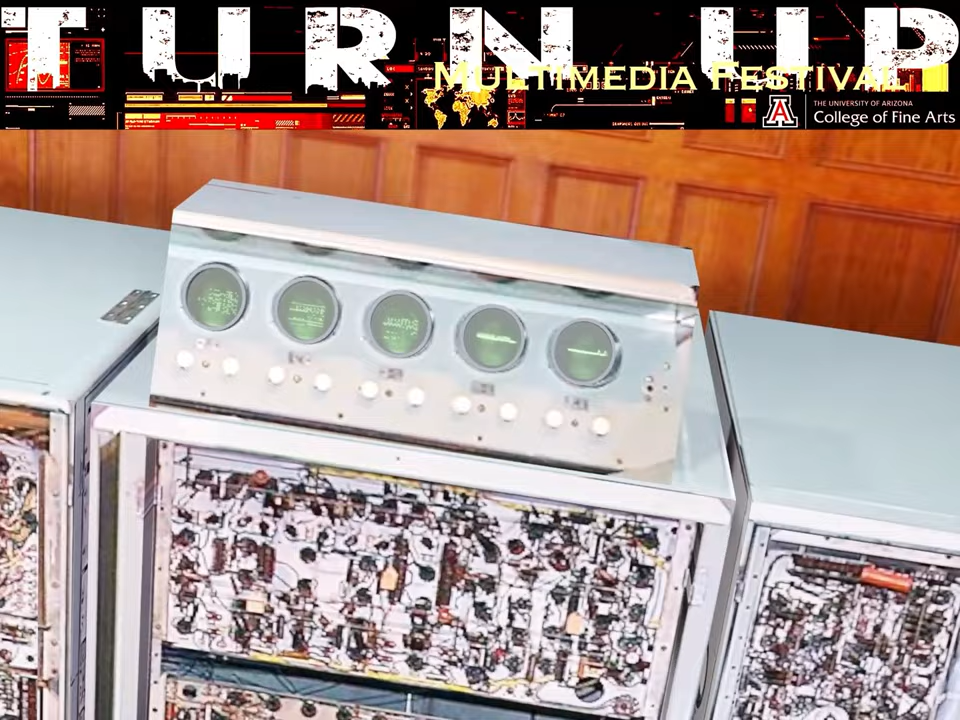 TURN UP
MULTIMEDIA FESTIVAL
A
THE UNIVERSITY OF ARIZONA
College of Fine Arts